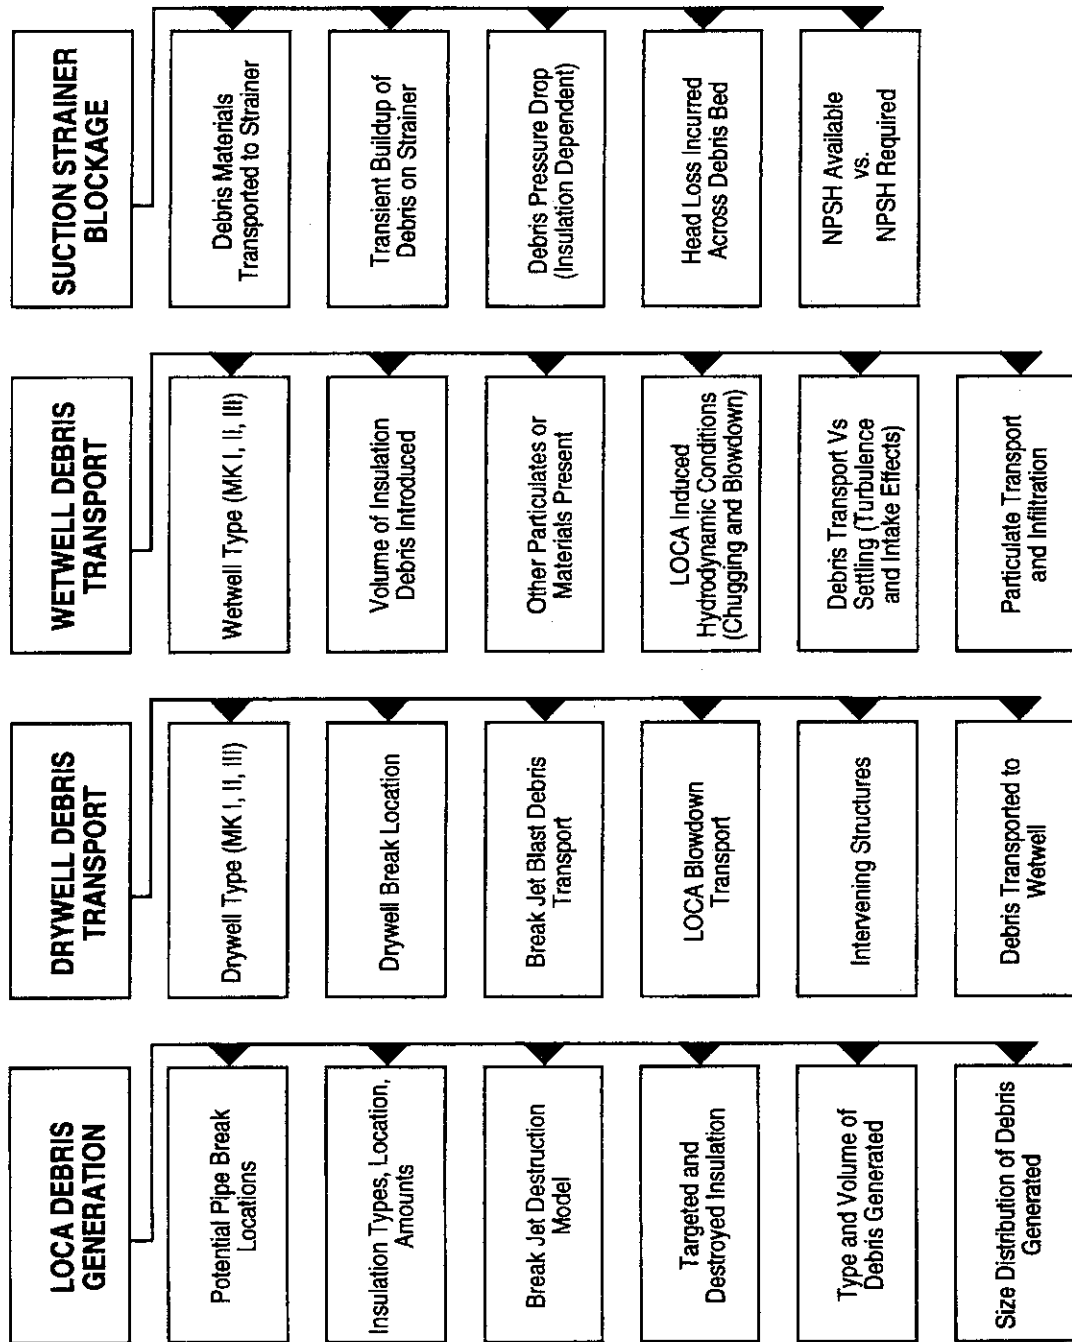 LOCA DEBRIS
GENERATION
Potential Pipe Break
Locations
Insulation Types, Location,
Amounts
Break Jet Destruction
Model
Targeted and
Destroyed Insulation
Type and Volume of
Debris Generated
Size Distribution of Debris
Generated
DRYWELL DEBRIS
TRANSPORT
Drywell Type (MK I, II, III)
Drywell Break Location
Break Jet Blast Debris
Transport
LOCA Blowdown
Transport
Intervening Structures
Debris Transported to
Wetwell
WETWELL DEBRIS
TRANSPORT
Wetwell Type (MK I, II, III)
Volume of Insulation
Debris Introduced
Other Particulates or
Materials Present
LOCA Induced
Hydrodynamic Conditions
(Chugging and Blowdown)
Debris Transport Vs
Settling (Turbulence
and Intake Effects)
Particulate Transport
and Infiltration
SUCTION STRAINER
BLOCKAGE
Debris Materials
Transported to Strainer
Transient Buildup of
Debris on Strainer
Debris Pressure Drop
(Insulation Dependent)
Head Loss Incurred
Across Debris Bed
NPSH Available
vs.
NPSH Required